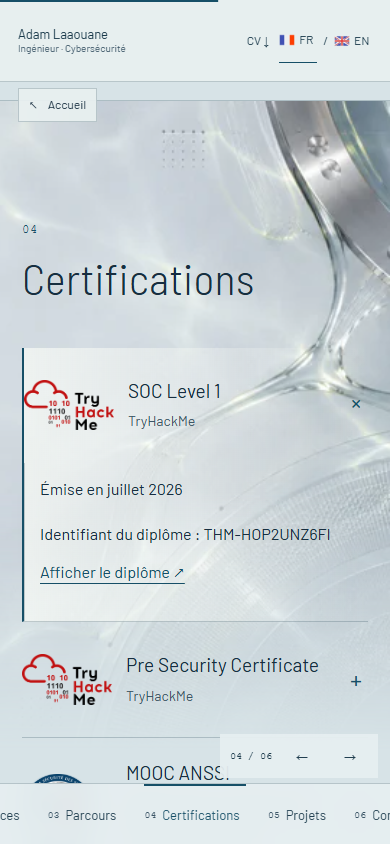 Adam Laaouane
Ingénieur · Cybersécurité
CV ↓ FR / EN
↖ Accueil
04
Certifications
Try
Hack
Me
SOC Level 1
TryHackMe
×
Émise en juillet 2026
Identifiant du diplôme : THM-HOP2UNZ6FI
Afficher le diplôme ↗
Try
Hack
Me
Pre Security Certificate
TryHackMe
+
MOOC ANSSI
04 / 06 ← →
ces 03 Parcours 04 Certifications 05 Projets 06 Con